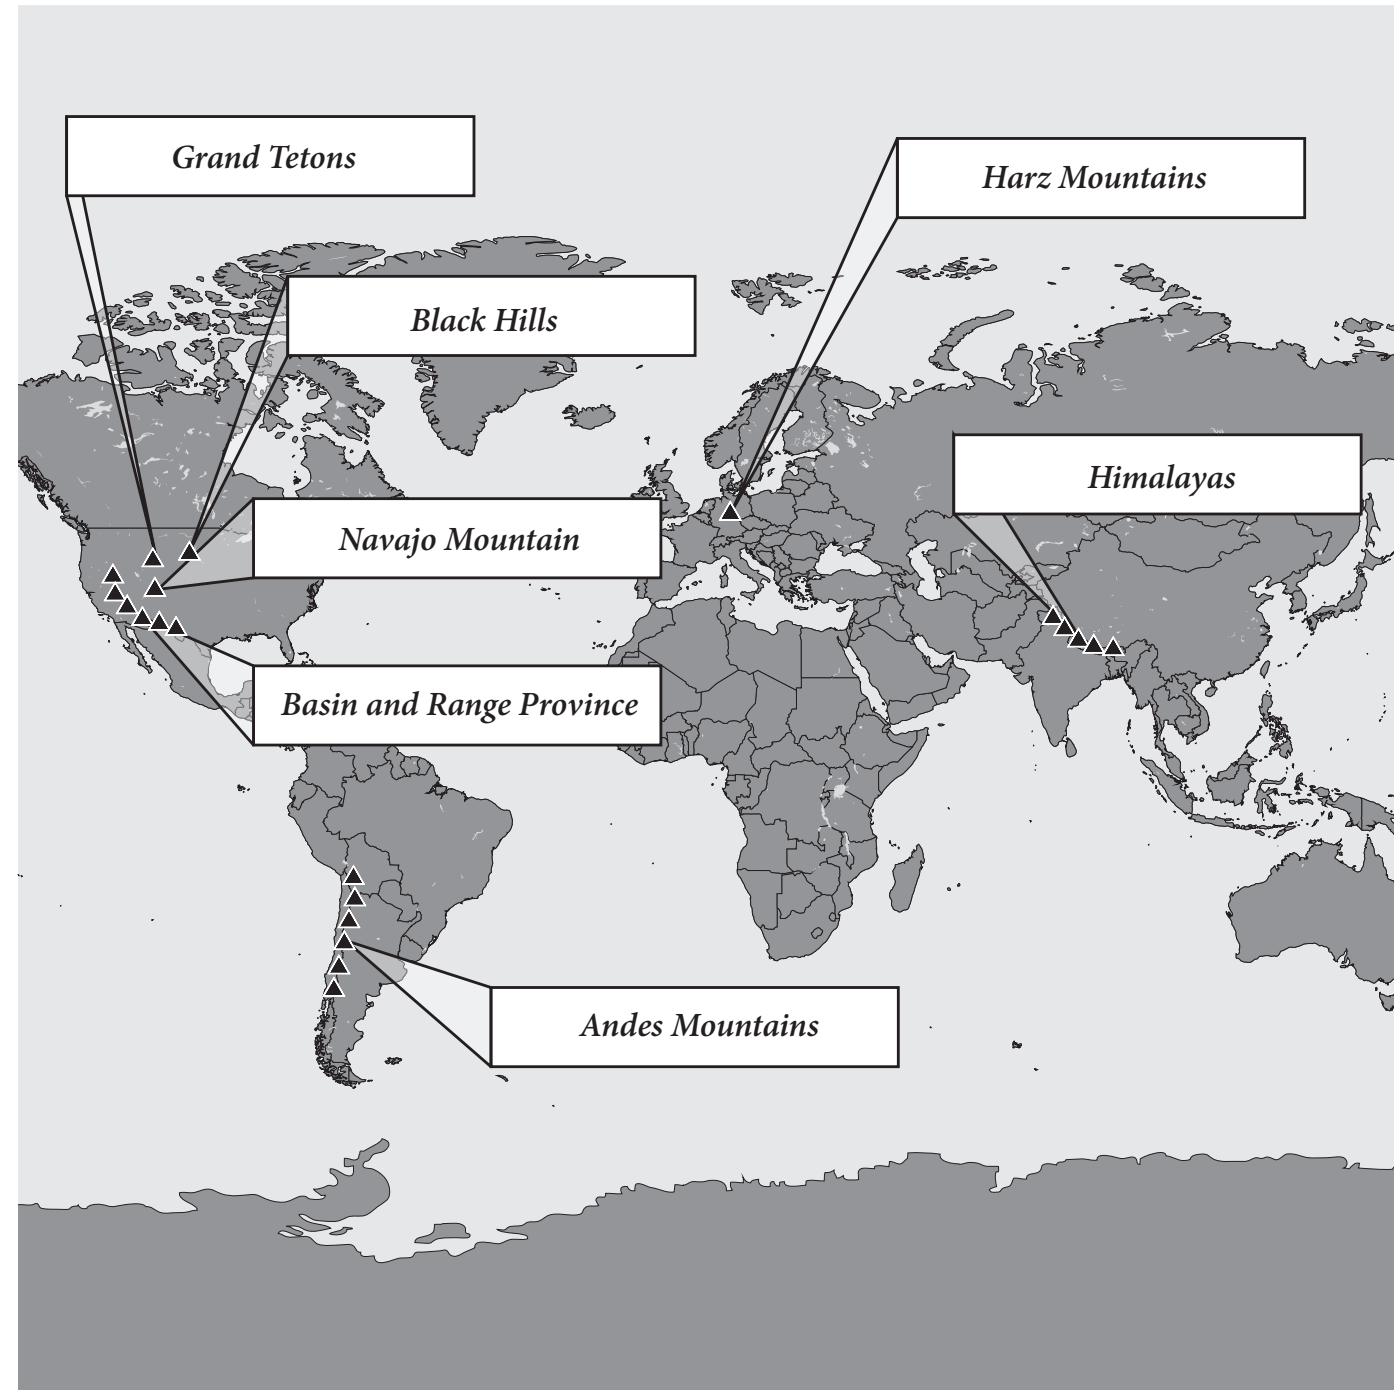 Grand Tetons
Harz Mountains
Black Hills
Himalayas
Navajo Mountain
Basin and Range Province
Andes Mountains